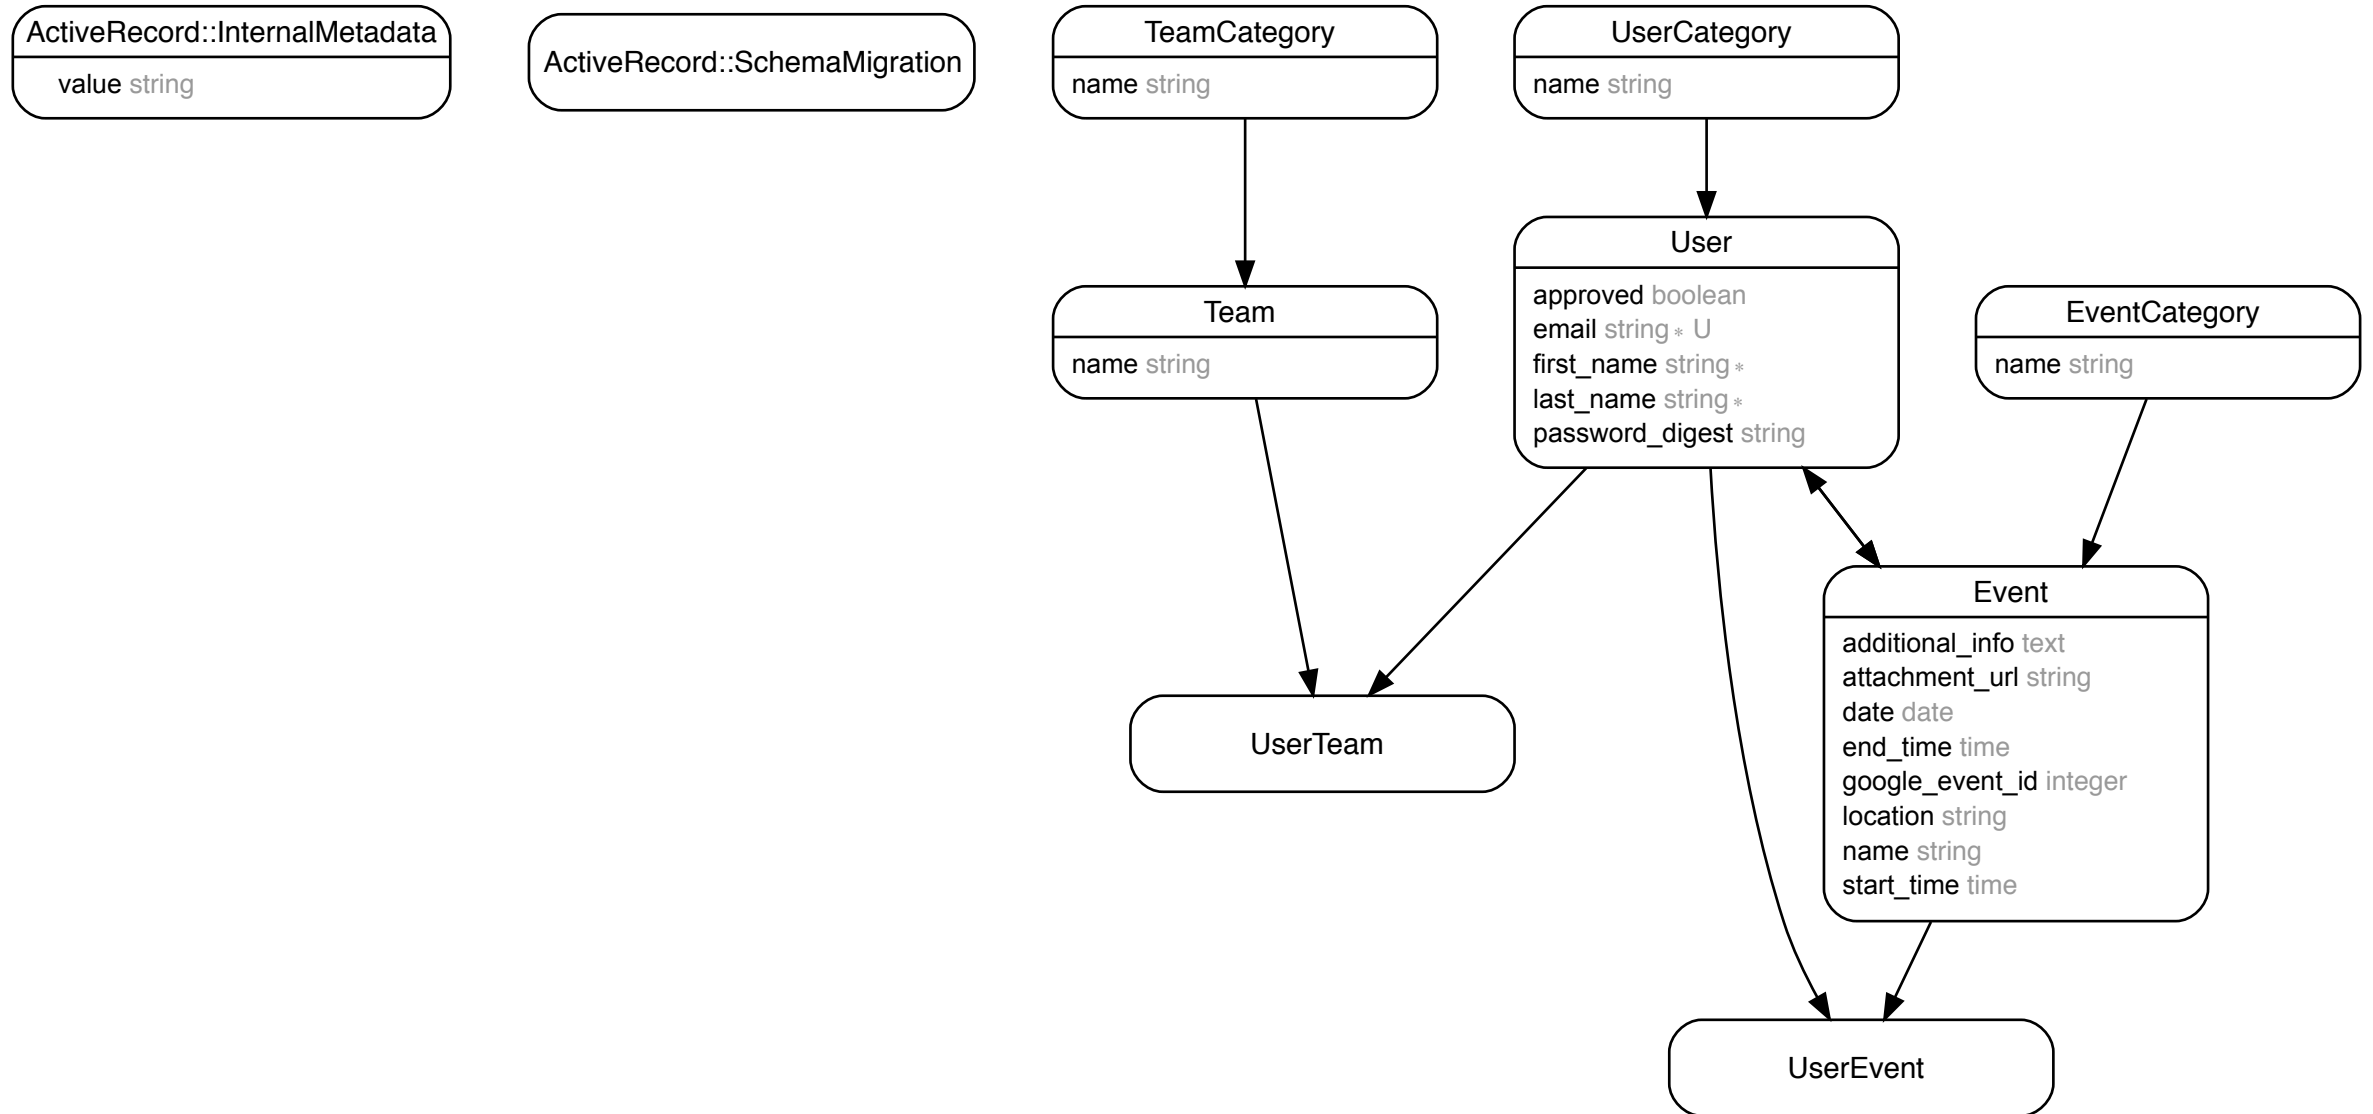 ActiveRecord::InternalMetadata
value string
ActiveRecord::SchemaMigration
TeamCategory
name string
UserCategory
name string
User
approved boolean
email string * U
first_name string *
last_name string *
password_digest string
Team
name string
EventCategory
name string
Event
additional_info text
attachment_url string
date date
end_time time
google_event_id integer
location string
name string
start_time time
UserTeam
UserEvent